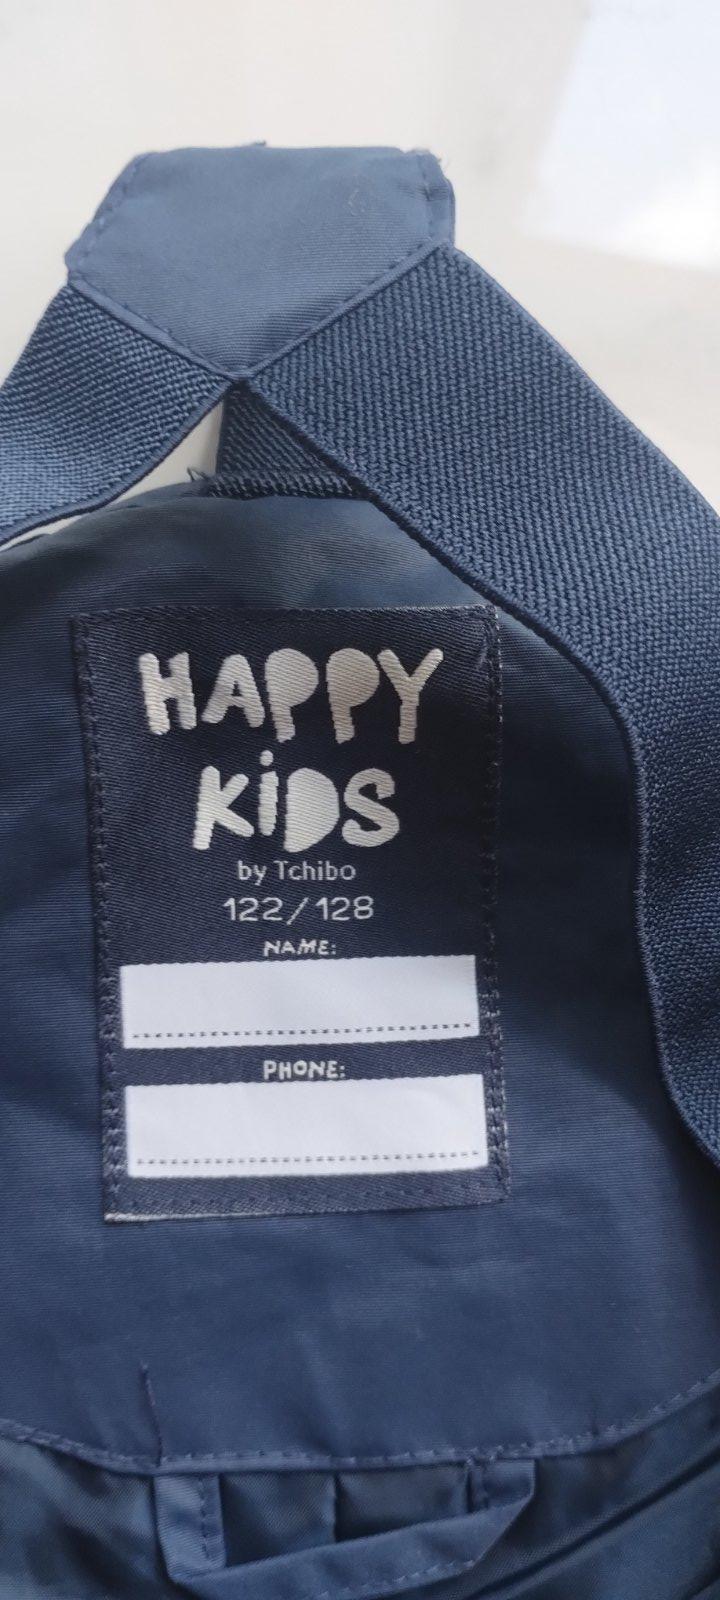 HAPPY
KiDS
by Tchibo
122/128
NAME:
PHONE: